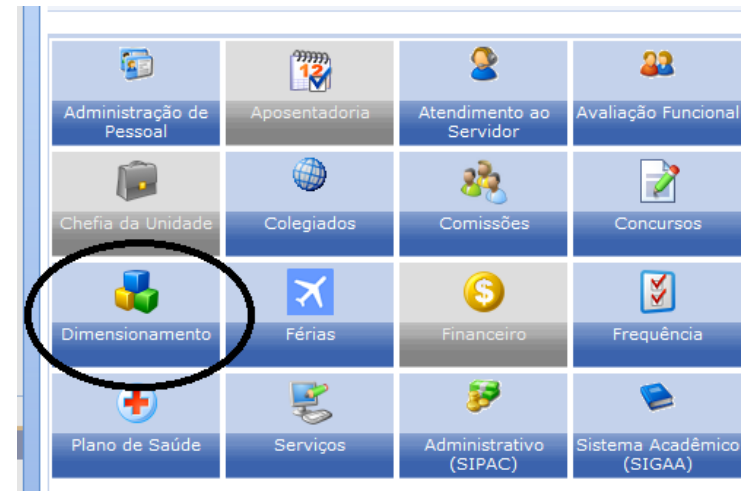 12
Administração de
Pessoal
Aposentadoria
Atendimento ao
Servidor
Avaliação Funcional
Chefia da Unidade
Colegiados
Comissões
Concursos
Dimensionamento
Férias
$
Financeiro
Frequência
Plano de Saúde
Serviços
Administrativo
(SIPAC)
Sistema Acadêmico
(SIGAA)